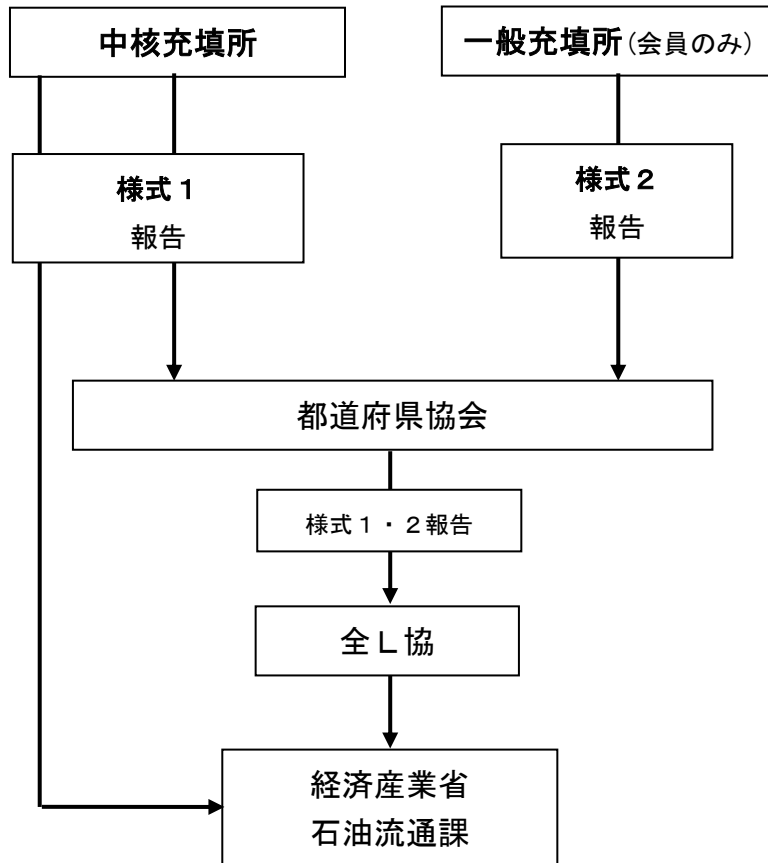 中核充填所
一般充填所（会員のみ）
様式１
報告
様式２
報告
都道府県協会
様式１・２報告
全Ｌ協
経済産業省
石油流通課